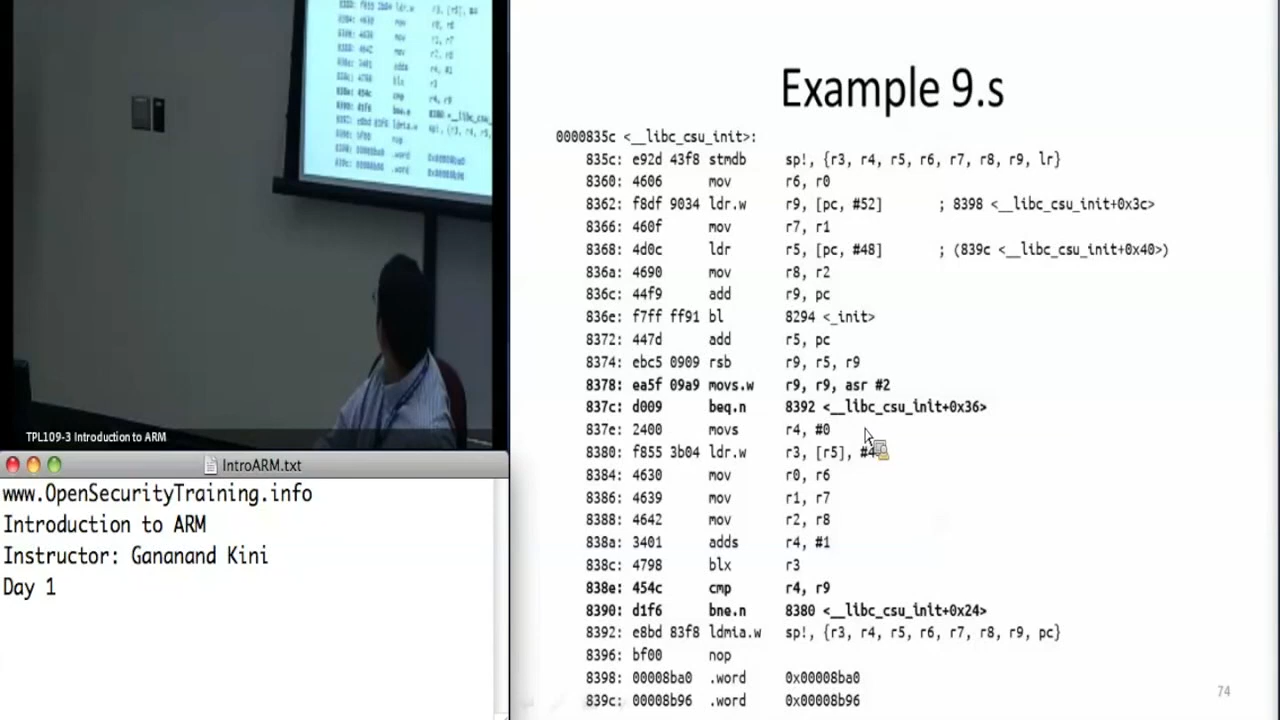 Example 9.s
0000835c <__libc_csu_init>:
835c: e92d 43f8 stmdb sp!, {r3, r4, r5, r6, r7, r8, r9, lr}
8360: 4606 mov r6, r0
8362: f8df 9034 ldr.w r9, [pc, #52] ; 8398 <__libc_csu_init+0x3c>
8366: 460f mov r7, r1
8368: 4d0c ldr r5, [pc, #48] ; (839c <__libc_csu_init+0x40>)
836a: 4690 mov r8, r2
836c: 44f9 add r9, pc
836e: f7ff ff91 bl 8294 <_init>
8372: 447d add r5, pc
8374: ebc5 0909 rsb r9, r5, r9
8378: ea5f 09a9 movs.w r9, r9, asr #2
837c: d009 beq.n 8392 <__libc_csu_init+0x36>
837e: 2400 movs r4, #0
8380: f855 3b04 ldr.w r3, [r5], #4
8384: 4630 mov r0, r6
8386: 4639 mov r1, r7
8388: 4642 mov r2, r8
838a: 3401 adds r4, #1
838c: 4798 blx r3
838e: 454c cmp r4, r9
8390: d1f6 bne.n 8380 <__libc_csu_init+0x24>
8392: e8bd 83f8 ldmia.w sp!, {r3, r4, r5, r6, r7, r8, r9, pc}
8396: bf00 nop
8398: 00008ba0 .word 0x00008ba0
839c: 00008b96 .word 0x00008b96
74
TPL109-3 Introduction to ARM
IntroARM.txt
www.OpenSecurityTraining.info
Introduction to ARM
Instructor: Gananand Kini
Day 1